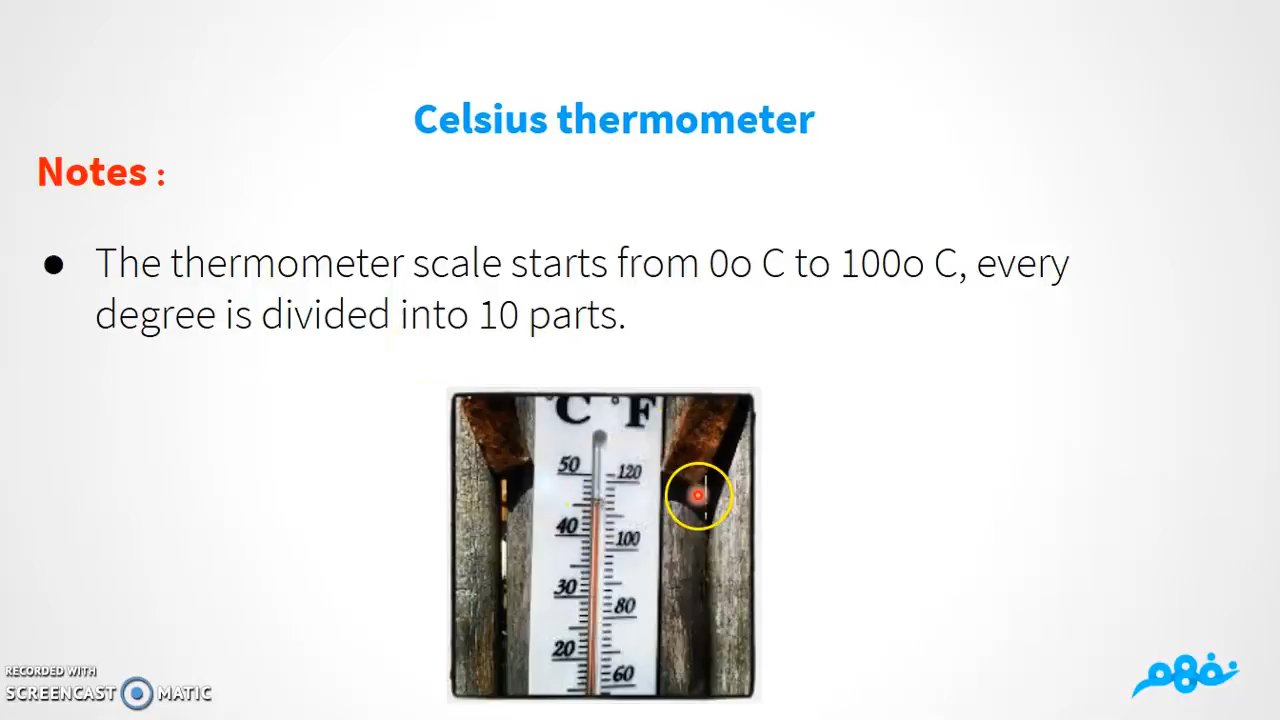 Celsius thermometer
Notes :
● The thermometer scale starts from 0o C to 100o C, every
degree is divided into 10 parts.
°C °F
50 120
40 100
30 80
20 60
RECORDED WITH
SCREENCAST MATIC
نفهم